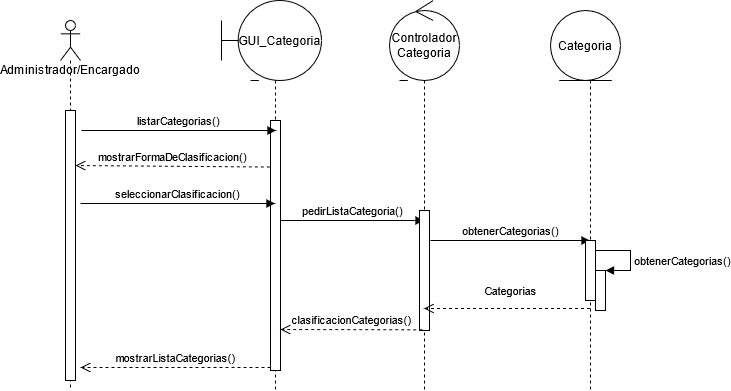 Administrador/Encargado
GUI_Categoria
Controlador
Categoria
Categoria
listarCategorias()
mostrarFormaDeClasificacion()
seleccionarClasificacion()
pedirListaCategoria()
obtenerCategorias()
obtenerCategorias()
Categorias
clasificacionCategorias()
mostrarListaCategorias()